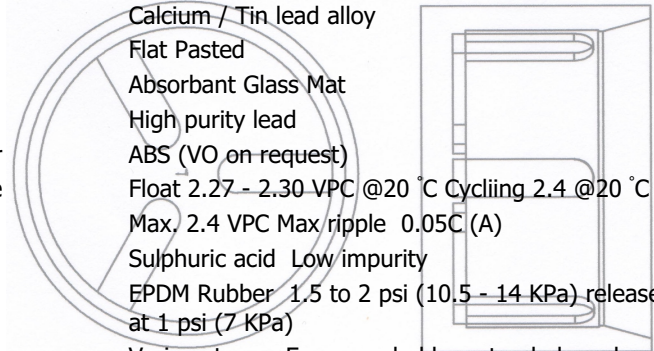 Calcium / Tin lead alloy
Flat Pasted
Absorbant Glass Mat
High purity lead
ABS (VO on request)
Float 2.27 - 2.30 VPC @20 ˚C Cycliing 2.4 @20 ˚C
Max. 2.4 VPC Max ripple 0.05C (A)
Sulphuric acid Low impurity
EPDM Rubber 1.5 to 2 psi (10.5 - 14 KPa) release
at 1 psi (7 KPa)